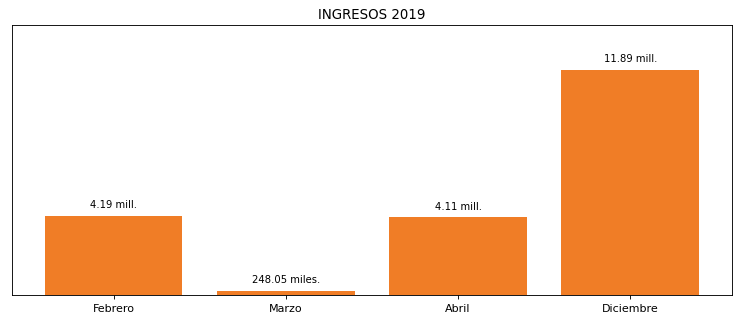 INGRESOS 2019
11.89 mill.
4.19 mill.
4.11 mill.
248.05 miles.
Febrero Marzo Abril Diciembre